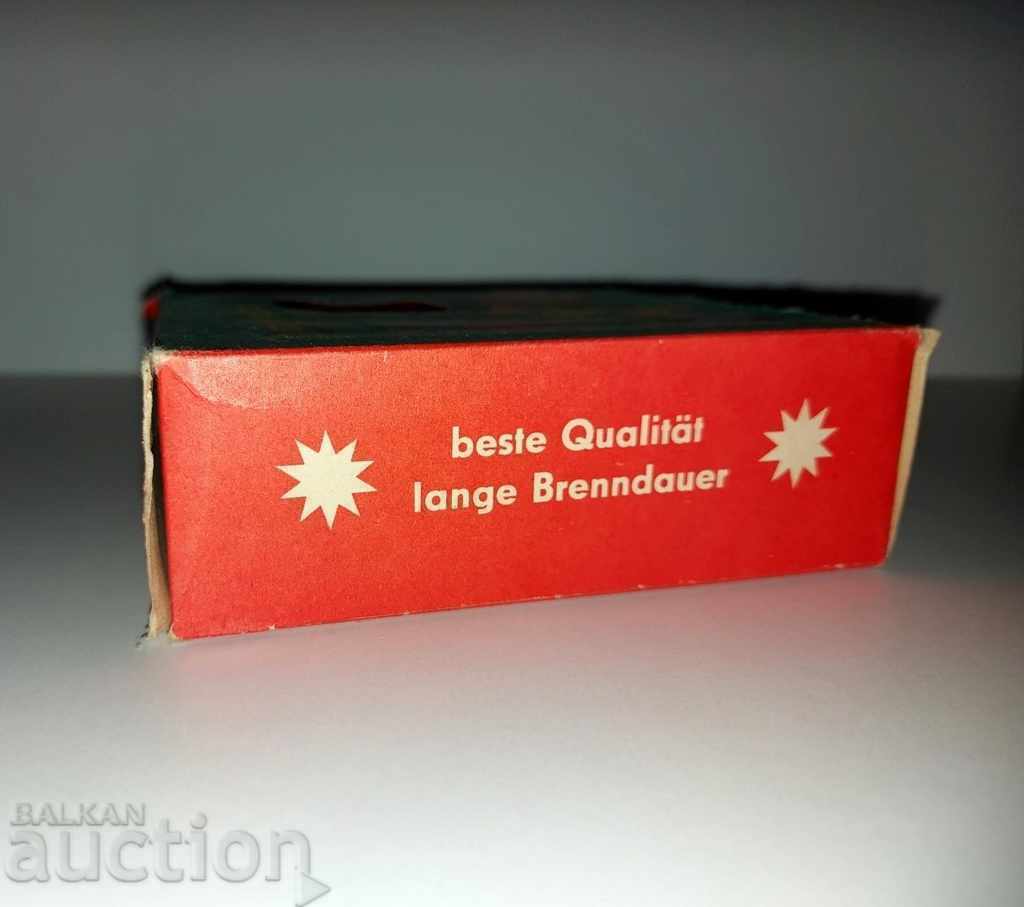 beste Qualität
lange Brenndauer
BALKAN
auction